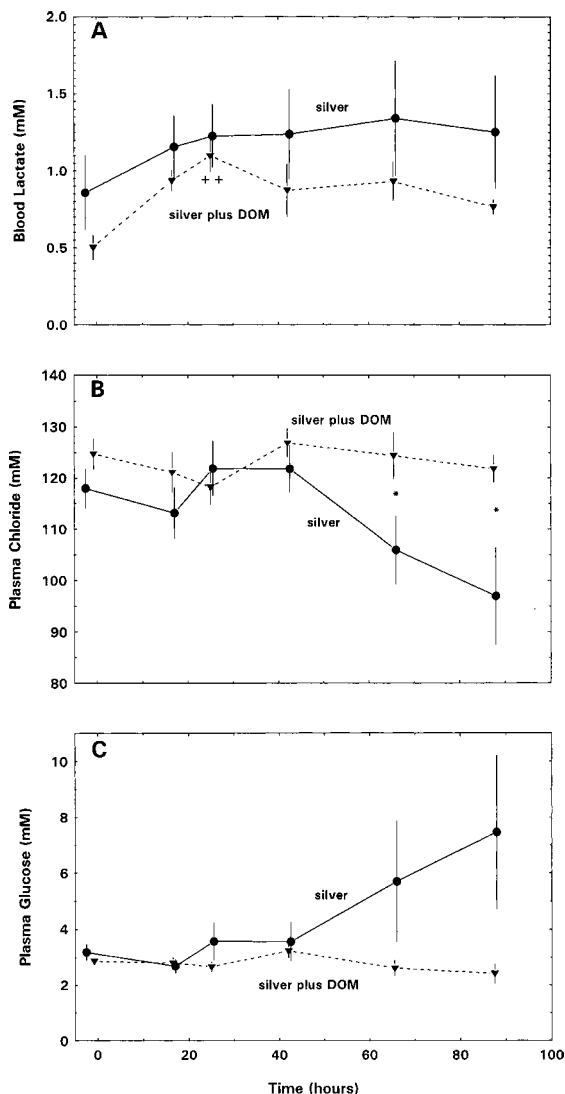 A
2.0
1.5
1.0
0.5
0.0
Blood Lactate (mM)
silver
++
silver plus DOM
B
140
130
120
110
100
90
80
Plasma Chloride (mM)
silver plus DOM
*
*
silver
C
10
8
6
4
2
0
Plasma Glucose (mM)
silver
silver plus DOM
0 20 40 60 80 100
Time (hours)